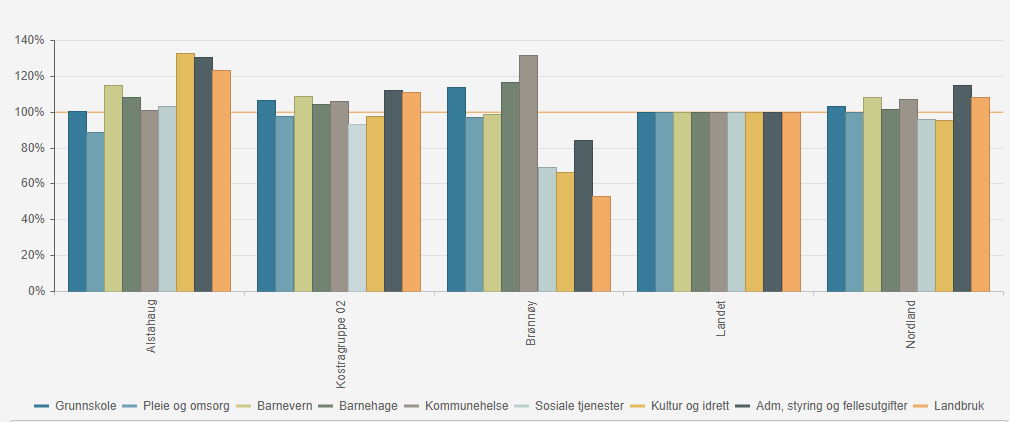 140%
120%
100%
80%
60%
40%
20%
0%
Alstahaug
Kostragruppe 02
Brønnøy
Landet
Nordland
Grunnskole Pleie og omsorg Barnevern Barnehage Kommunehelse Sosiale tjenester Kultur og idrett Adm, styring og fellesutgifter Landbruk